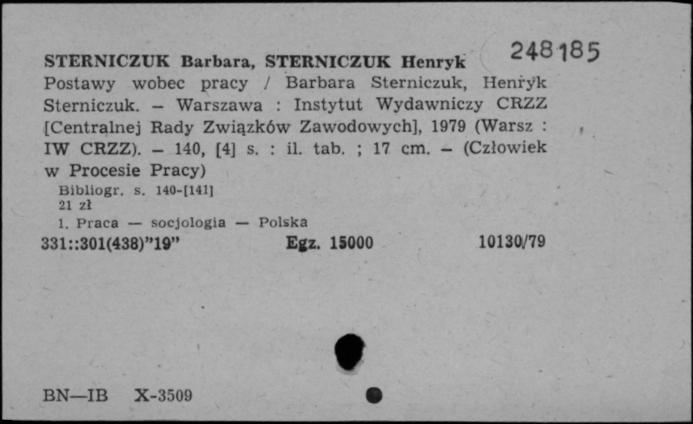 248185
STERNICZUK Barbara, STERNICZUK Henryk
Postawy wobec pracy / Barbara Sterniczuk, Henryk
Sterniczuk. — Warszawa : Instytut Wydawniczy CRZZ
[Centralnej Rady Związków Zawodowych], 1979 (Warsz :
IW CRZZ). — 140, [4] s. : il. tab. ; 17 cm. — (Człowiek
w Procesie Pracy)
Bibliogr. s. 140-[141]
21 zł
1. Praca — socjologia — Polska
331::301(438)”19” Egz. 15000 10130/79
BN—IB X-3509